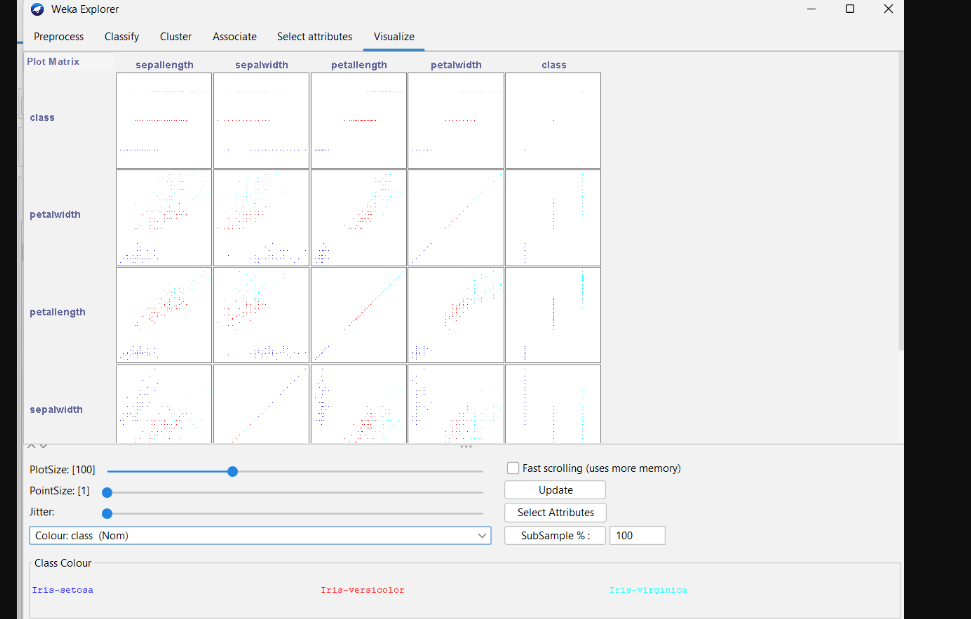 Weka Explorer
Preprocess Classify Cluster Associate Select attributes Visualize
Plot Matrix sepallength sepalwidth petallength petalwidth class
class
petalwidth
petallength
sepalwidth
PlotSize: [100] Fast scrolling (uses more memory)
PointSize: [1] Update
Jitter: Select Attributes
Colour: class (Nom) SubSample % : 100
Class Colour
Iris-setosa Iris-versicolor Iris-virginica